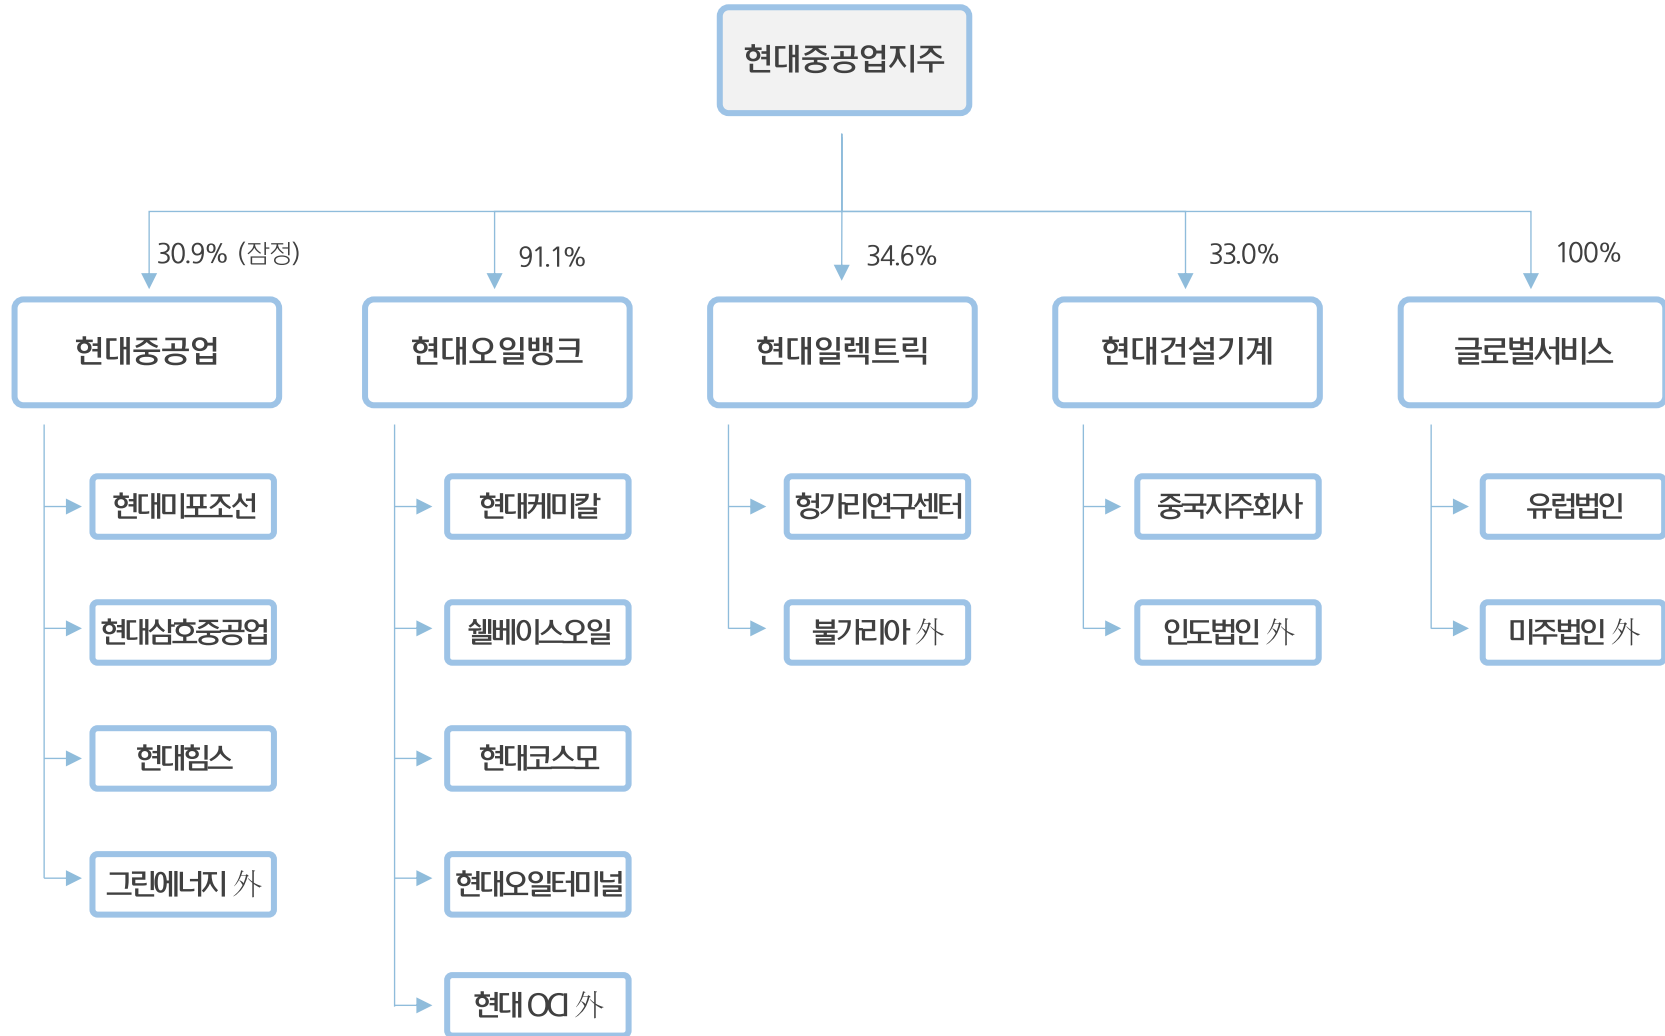 현대중공업지주
30.9% (잠정)
91.1%
34.6%
33.0%
100%
현대중공업
현대오일뱅크
현대일렉트릭
현대건설기계
글로벌서비스
현대미포조선
현대케미칼
헝가리연구센터
중국지주회사
유럽법인
현대삼호중공업
쉘베이스오일
불가리아 外
인도법인 外
미주법인 外
현대힘스
현대코스모
그린에너지 外
현대오일터미널
현대 OCI 外